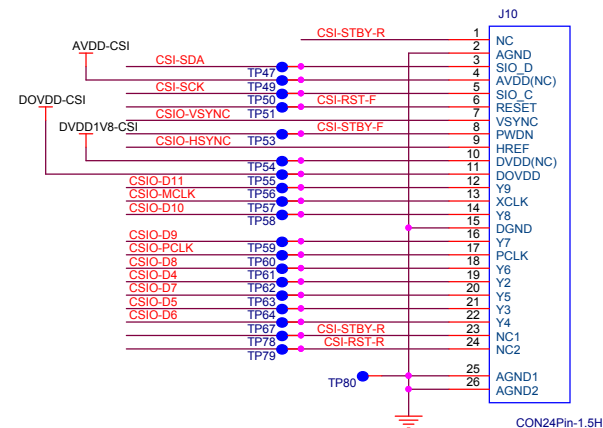 J10
CSI-STBY-R 1 NC
AVDD-CSI 2 AGND
CSI-SDA 3 SIO_D
TP47 4 AVDD(NC)
CSI-SCK TP49 5 SIO_C
DOVDD-CSI TP50 CSI-RST-F 6 RESET
CSIO-VSYNC TP51 7 VSYNC
DVDD1V8-CSI CSI-STBY-F 8 PWDN
CSIO-HSYNC TP53 9 HREF
10 DVDD(NC)
TP54 11 DOVDD
CSIO-D11 TP55 12 Y9
CSIO-MCLK TP56 13 XCLK
CSIO-D10 TP57 14 Y8
TP58 15 DGND
CSIO-D9 16 Y7
CSIO-PCLK TP59 17 PCLK
CSIO-D8 TP60 18 Y6
CSIO-D4 TP61 19 Y2
CSIO-D7 TP62 20 Y5
CSIO-D5 TP63 21 Y3
CSIO-D6 TP64 22 Y4
TP67 CSI-STBY-R 23 NC1
TP78 CSI-RST-R 24 NC2
TP79
25 AGND1
TP80 26 AGND2
CON24Pin-1.5H